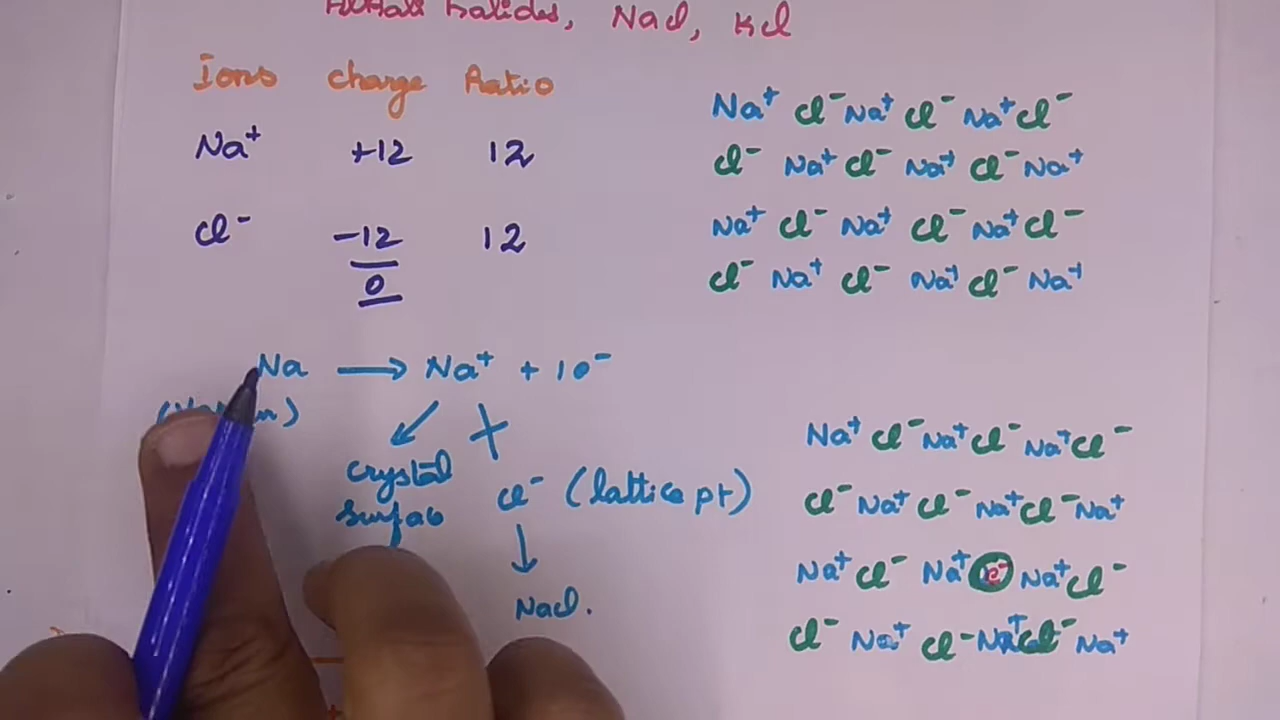 halides, Nacl, Kcl
Ions charge Ratio
Na⁺ +12 12
Cl⁻ -12 12
0
Na⁺ Cl⁻ Na⁺ Cl⁻ Na⁺ Cl⁻
Cl⁻ Na⁺ Cl⁻ Na⁺ Cl⁻ Na⁺
Na⁺ Cl⁻ Na⁺ Cl⁻ Na⁺ Cl⁻
Cl⁻ Na⁺ Cl⁻ Na⁺ Cl⁻ Na⁺
Na ⟶ Na⁺ + 1e⁻
crystal
surface
Cl⁻ (lattice pt)
Nacl.
Na⁺ Cl⁻ Na⁺ Cl⁻ Na⁺ Cl⁻
Cl⁻ Na⁺ Cl⁻ Na⁺ Cl⁻ Na⁺
Na⁺ Cl⁻ Na⁺ e⁻ Na⁺ Cl⁻
Cl⁻ Na⁺ Cl⁻ Na⁺ Cl⁻ Na⁺